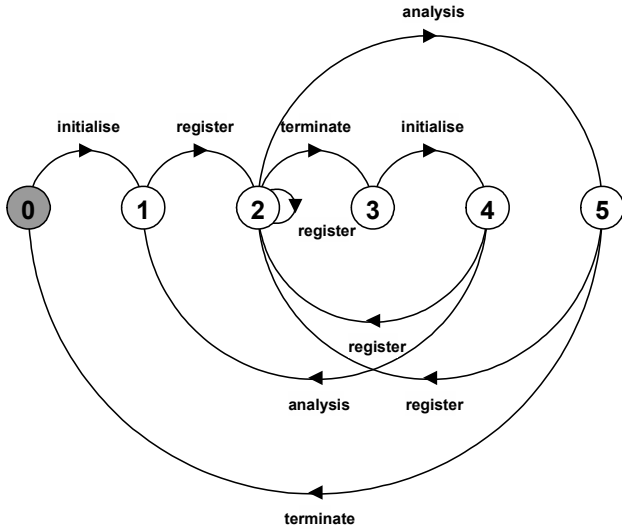 analysis
initialise
register
terminate
initialise
0
1
2
3
4
5
register
register
analysis
register
terminate